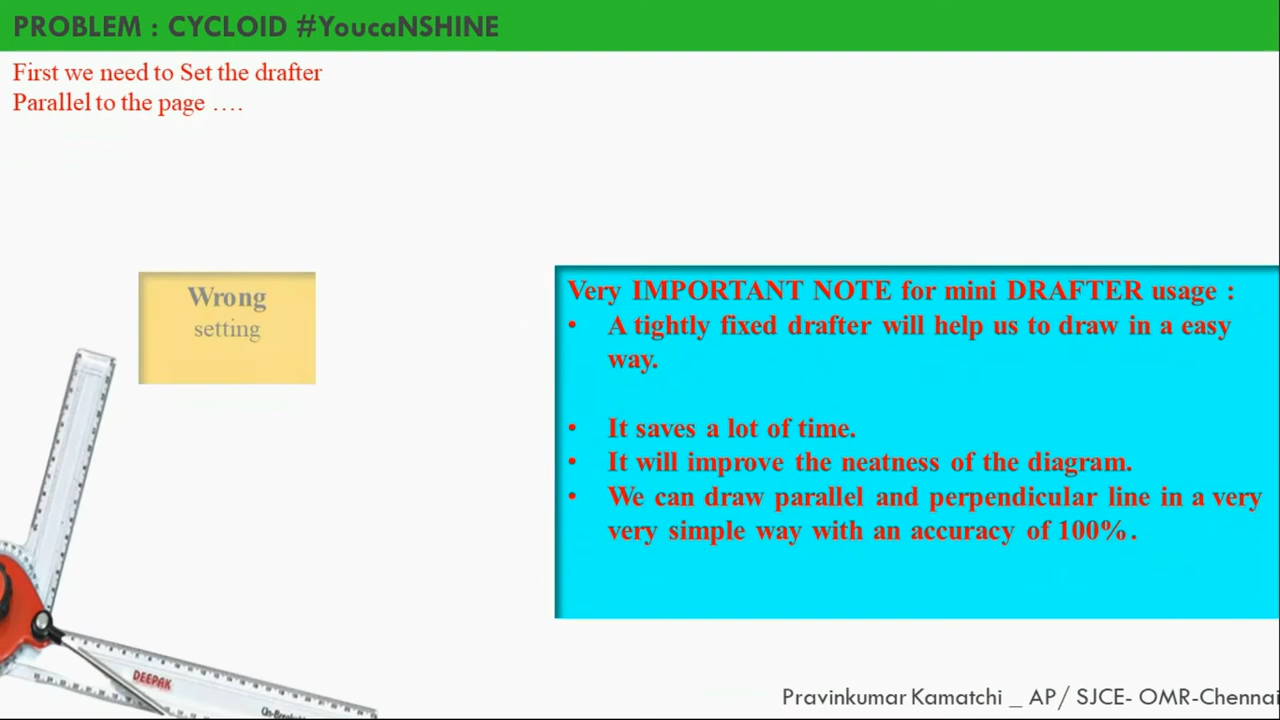 PROBLEM : CYCLOID #YoucaNSHINE
First we need to Set the drafter
Parallel to the page ….
Wrong
setting
Very IMPORTANT NOTE for mini DRAFTER usage :
• A tightly fixed drafter will help us to draw in a easy
way.
• It saves a lot of time.
• It will improve the neatness of the diagram.
• We can draw parallel and perpendicular line in a very
very simple way with an accuracy of 100%.
DEEPAK
Pravinkumar Kamatchi _ AP/ SJCE- OMR-Chennai